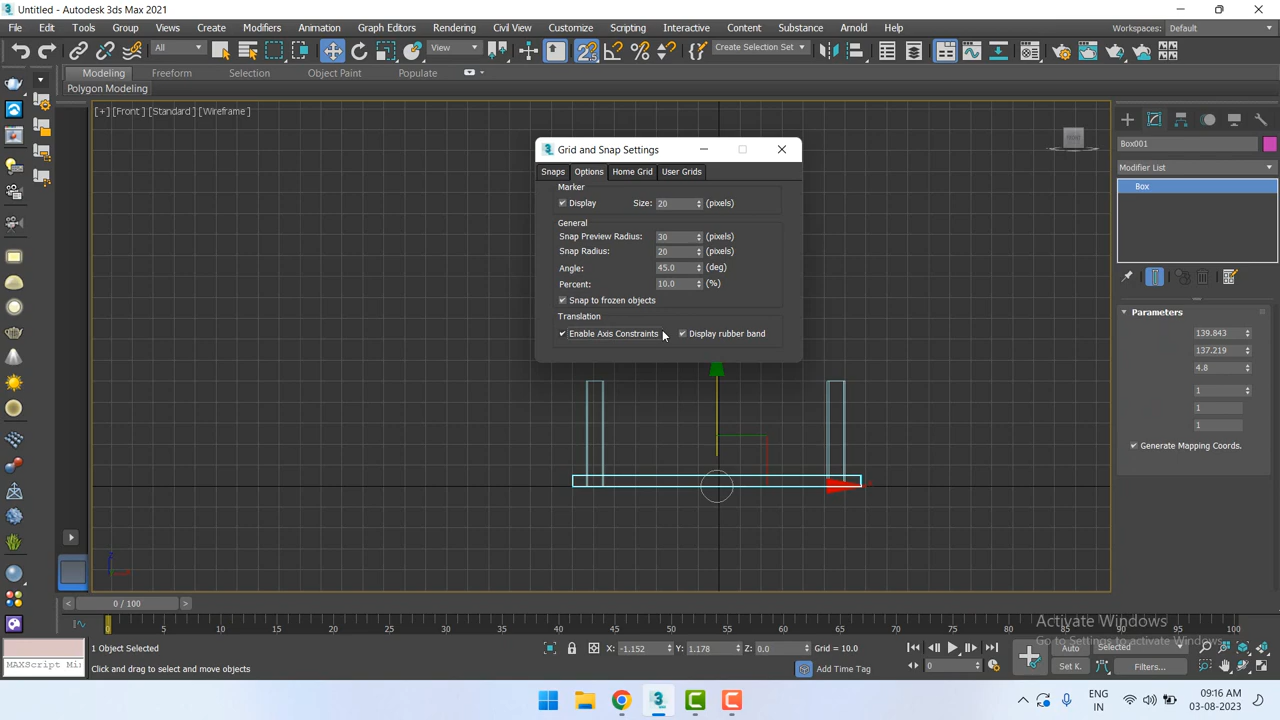 Untitled - Autodesk 3ds Max 2021
File Edit Tools Group Views Create Modifiers Animation Graph Editors Rendering Civil View Customize Scripting Interactive Content Substance Arnold Help Workspaces: Default
All View Create Selection Set
Modeling Freeform Selection Object Paint Populate
Polygon Modeling
[+] [Front] [Standard] [Wireframe]
FRONT
Grid and Snap Settings
Snaps Options Home Grid User Grids
Marker
Display Size: 20 (pixels)
General
Snap Preview Radius: 30 (pixels)
Snap Radius: 20 (pixels)
Angle: 45.0 (deg)
Percent: 10.0 (%)
Snap to frozen objects
Translation
Enable Axis Constraints Display rubber band
Box001
Modifier List
Box
Parameters
139.843
137.219
4.8
1
1
1
Generate Mapping Coords.
0 / 100
0 5 10 15 20 25 30 35 40 45 50 55 60 65 70 75 80 85 90 95 100
Activate Windows
Go to Settings to activate Windows.
1 Object Selected X: -1.152 Y: 1.178 Z: 0.0 Grid = 10.0 Auto Selected
MAXScript Mi Click and drag to select and move objects Add Time Tag 0 Set K. Filters...
ENG
IN
09:16 AM
03-08-2023